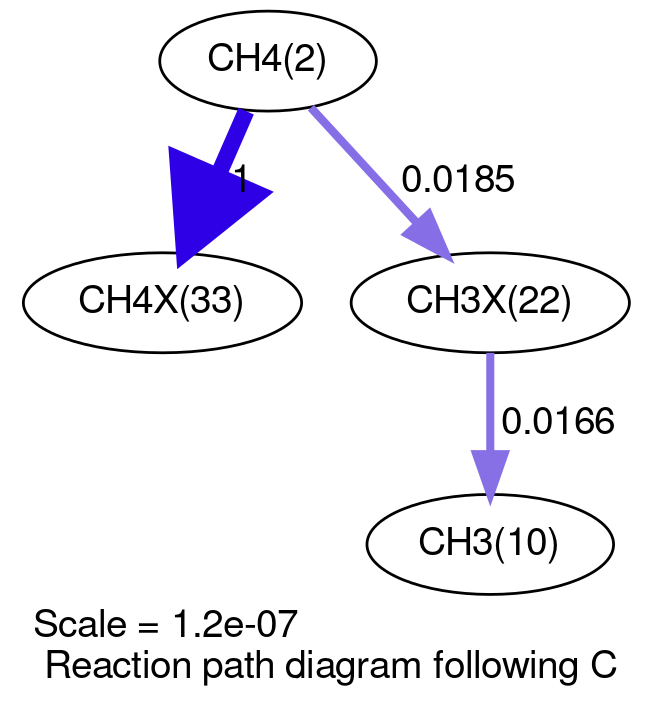 CH4(2)
1
0.0185
CH4X(33)
CH3X(22)
0.0166
CH3(10)
Scale = 1.2e-07
Reaction path diagram following C